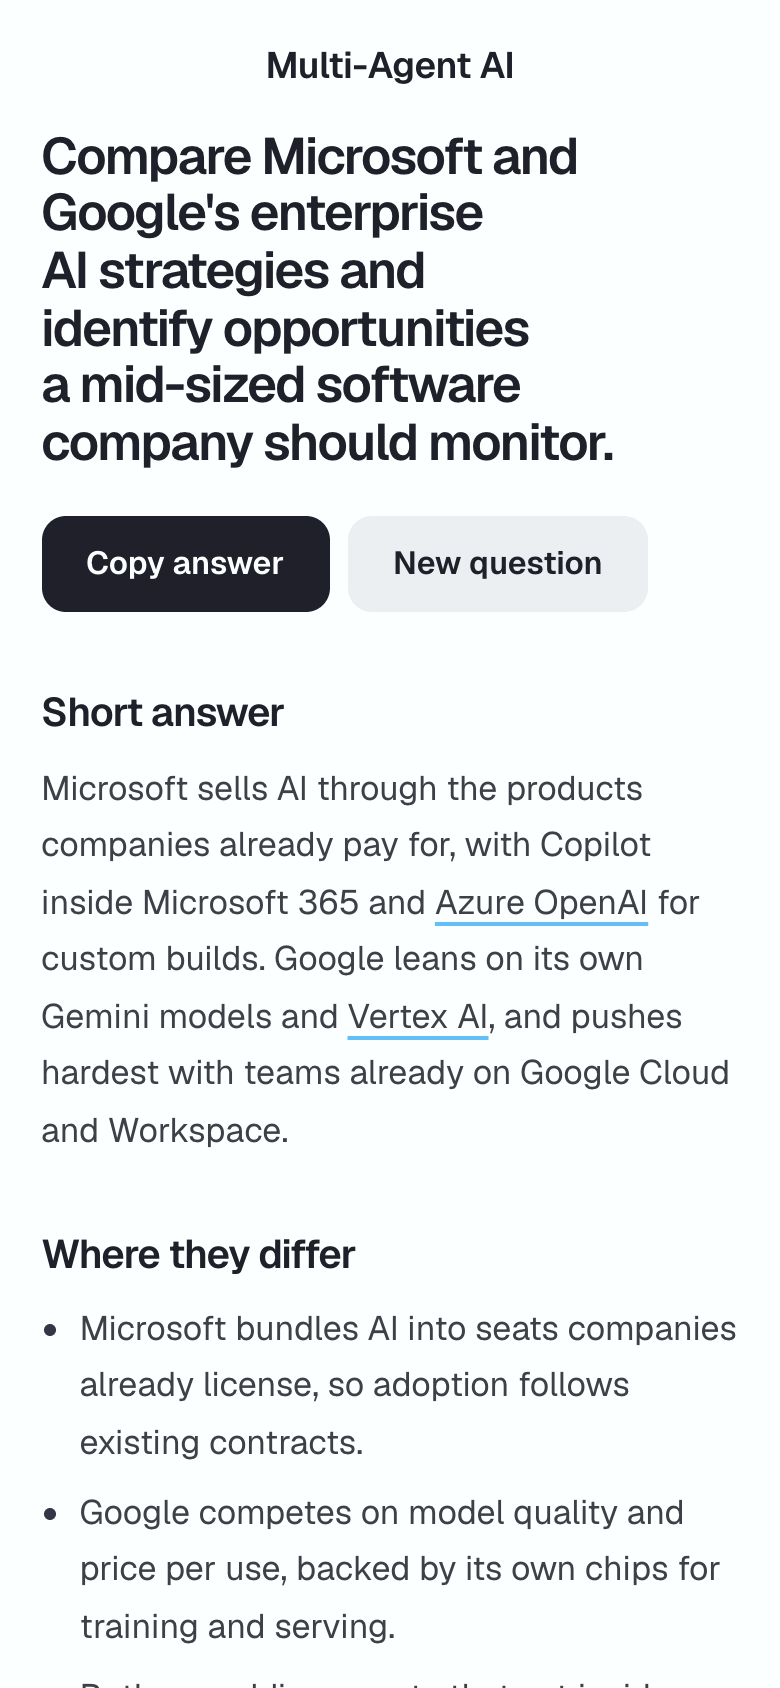 Multi-Agent AI
Compare Microsoft and
Google's enterprise
AI strategies and
identify opportunities
a mid-sized software
company should monitor.
Copy answer
New question
Short answer
Microsoft sells AI through the products
companies already pay for, with Copilot
inside Microsoft 365 and Azure OpenAI for
custom builds. Google leans on its own
Gemini models and Vertex AI, and pushes
hardest with teams already on Google Cloud
and Workspace.
Where they differ
• Microsoft bundles AI into seats companies
already license, so adoption follows
existing contracts.
• Google competes on model quality and
price per use, backed by its own chips for
training and serving.